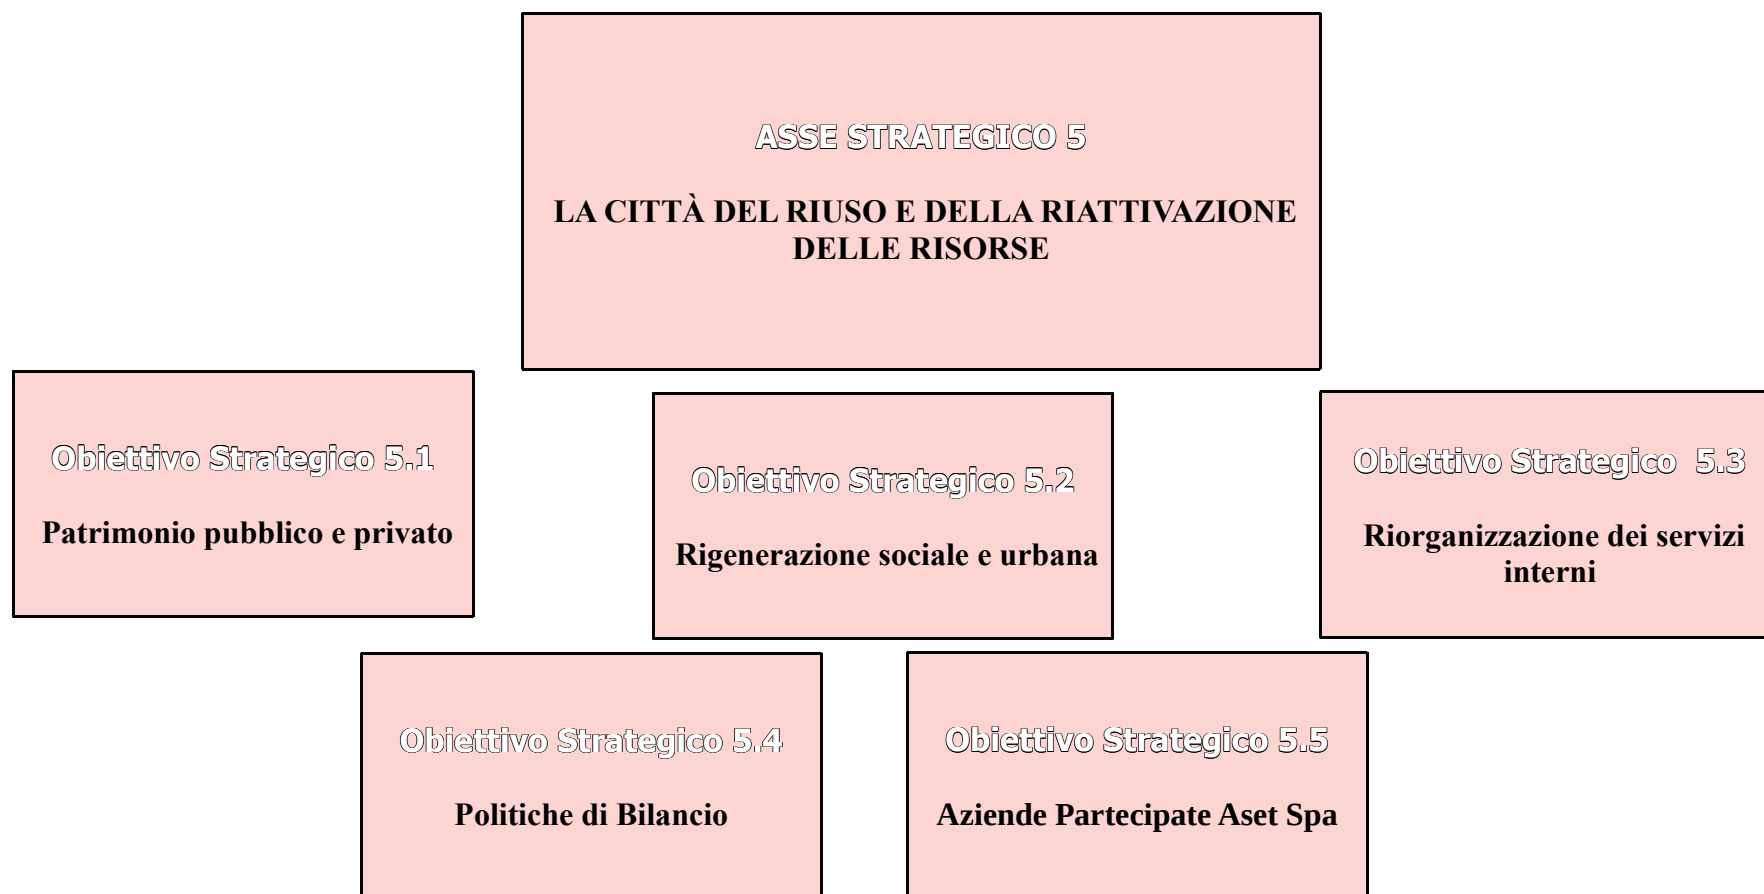 ASSE STRATEGICO 5
LA CITTÀ DEL RIUSO E DELLA RIATTIVAZIONE
DELLE RISORSE
Obiettivo Strategico 5.1
Patrimonio pubblico e privato
Obiettivo Strategico 5.2
Rigenerazione sociale e urbana
Obiettivo Strategico 5.3
Riorganizzazione dei servizi
interni
Obiettivo Strategico 5.4
Politiche di Bilancio
Obiettivo Strategico 5.5
Aziende Partecipate Aset Spa